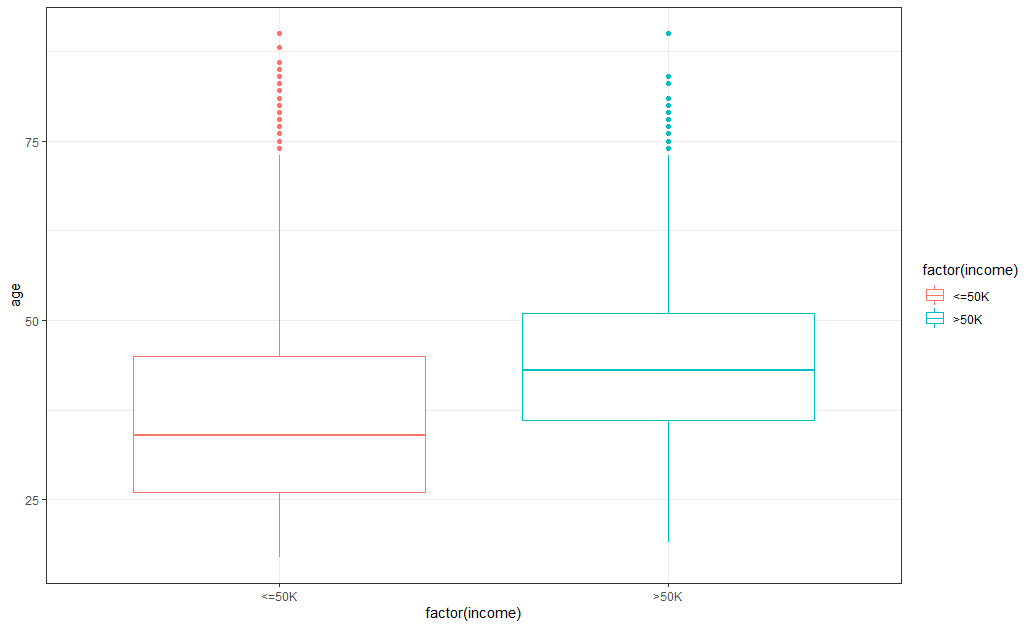 75
50
25
age
<=50K
>50K
factor(income)
factor(income)
<=50K
>50K